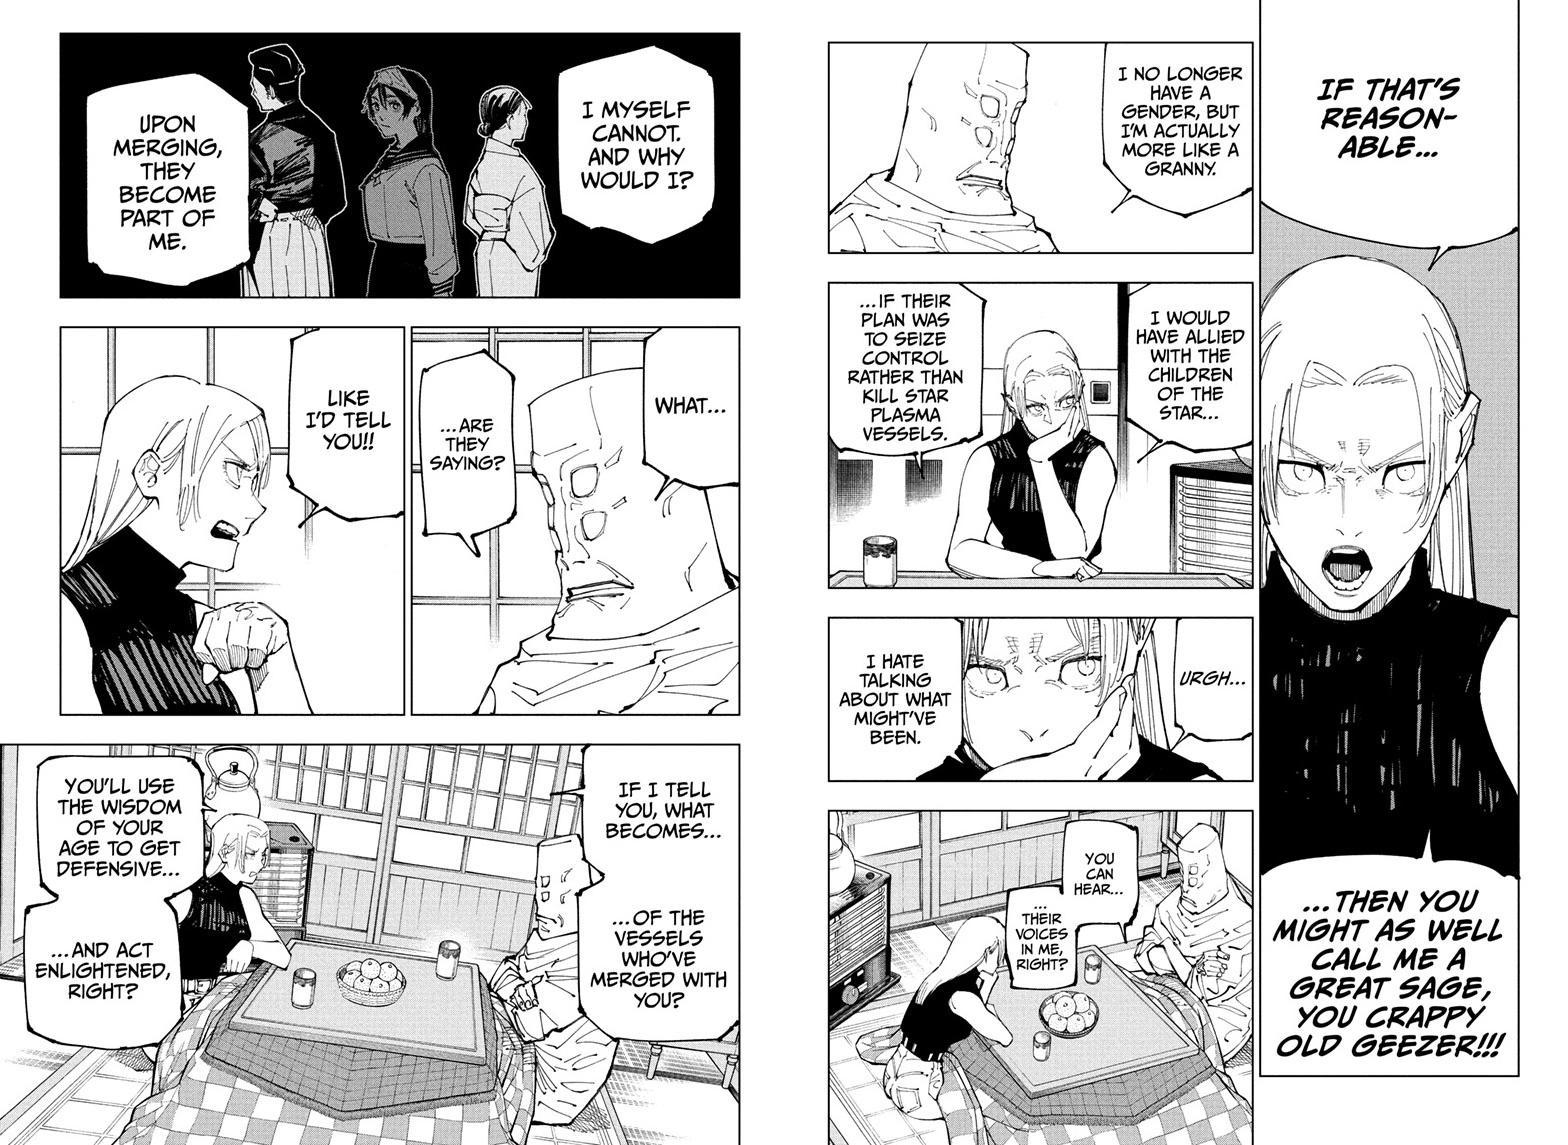 IF THAT'S
REASON-
ABLE...
...THEN YOU
MIGHT AS WELL
CALL ME A
GREAT SAGE,
YOU CRAPPY
OLD GEEZER!!!
I NO LONGER
HAVE A
GENDER, BUT
I'M ACTUALLY
MORE LIKE A
GRANNY.
I WOULD
HAVE ALLIED
WITH THE
CHILDREN
OF THE
STAR...
...IF THEIR
PLAN WAS
TO SEIZE
CONTROL
RATHER THAN
KILL STAR
PLASMA
VESSELS.
URGH...
I HATE
TALKING
ABOUT WHAT
MIGHT'VE
BEEN.
YOU
CAN
HEAR...
...
THEIR
VOICES
IN ME,
RIGHT?
I MYSELF
CANNOT.
AND WHY
WOULD I?
UPON
MERGING,
THEY
BECOME
PART OF
ME.
WHAT...
...ARE
THEY
SAYING?
LIKE
I'D TELL
YOU!!
IF I TELL
YOU, WHAT
BECOMES...
...OF THE
VESSELS
WHO'VE
MERGED WITH
YOU?
YOU'LL USE
THE WISDOM
OF YOUR
AGE TO GET
DEFENSIVE...
...AND ACT
ENLIGHTENED,
RIGHT?